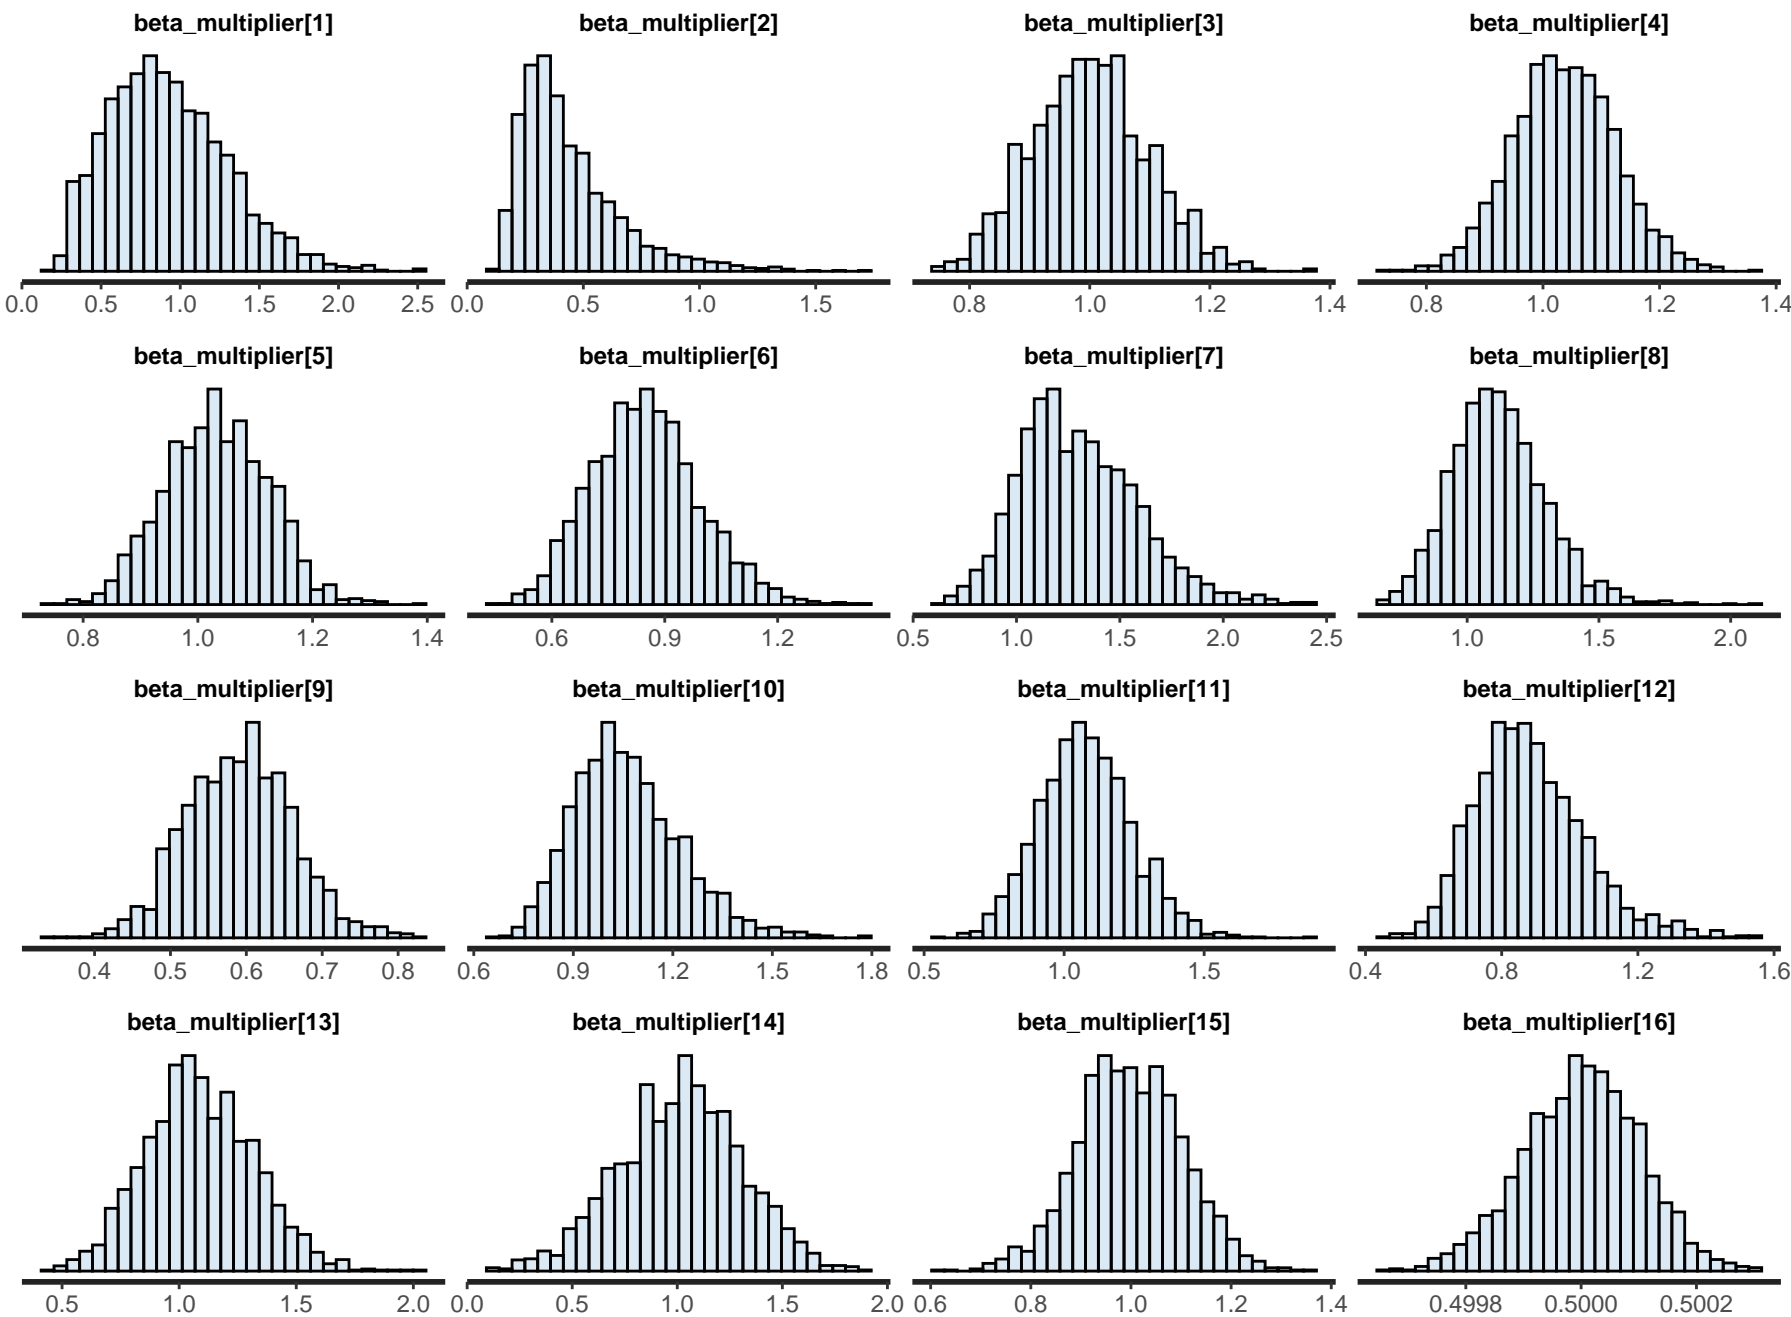 beta_multiplier[1] beta_multiplier[2] beta_multiplier[3] beta_multiplier[4]
0.0 0.5 1.0 1.5 2.0 2.5 0.0 0.5 1.0 1.5 0.8 1.0 1.2 1.4 0.8 1.0 1.2 1.4
beta_multiplier[5] beta_multiplier[6] beta_multiplier[7] beta_multiplier[8]
0.8 1.0 1.2 1.4 0.6 0.9 1.2 0.5 1.0 1.5 2.0 2.5 1.0 1.5 2.0
beta_multiplier[9] beta_multiplier[10] beta_multiplier[11] beta_multiplier[12]
0.4 0.5 0.6 0.7 0.8 0.6 0.9 1.2 1.5 1.8 0.5 1.0 1.5 0.4 0.8 1.2 1.6
beta_multiplier[13] beta_multiplier[14] beta_multiplier[15] beta_multiplier[16]
0.5 1.0 1.5 2.0 0.0 0.5 1.0 1.5 2.0 0.6 0.8 1.0 1.2 1.4 0.4998 0.5000 0.5002